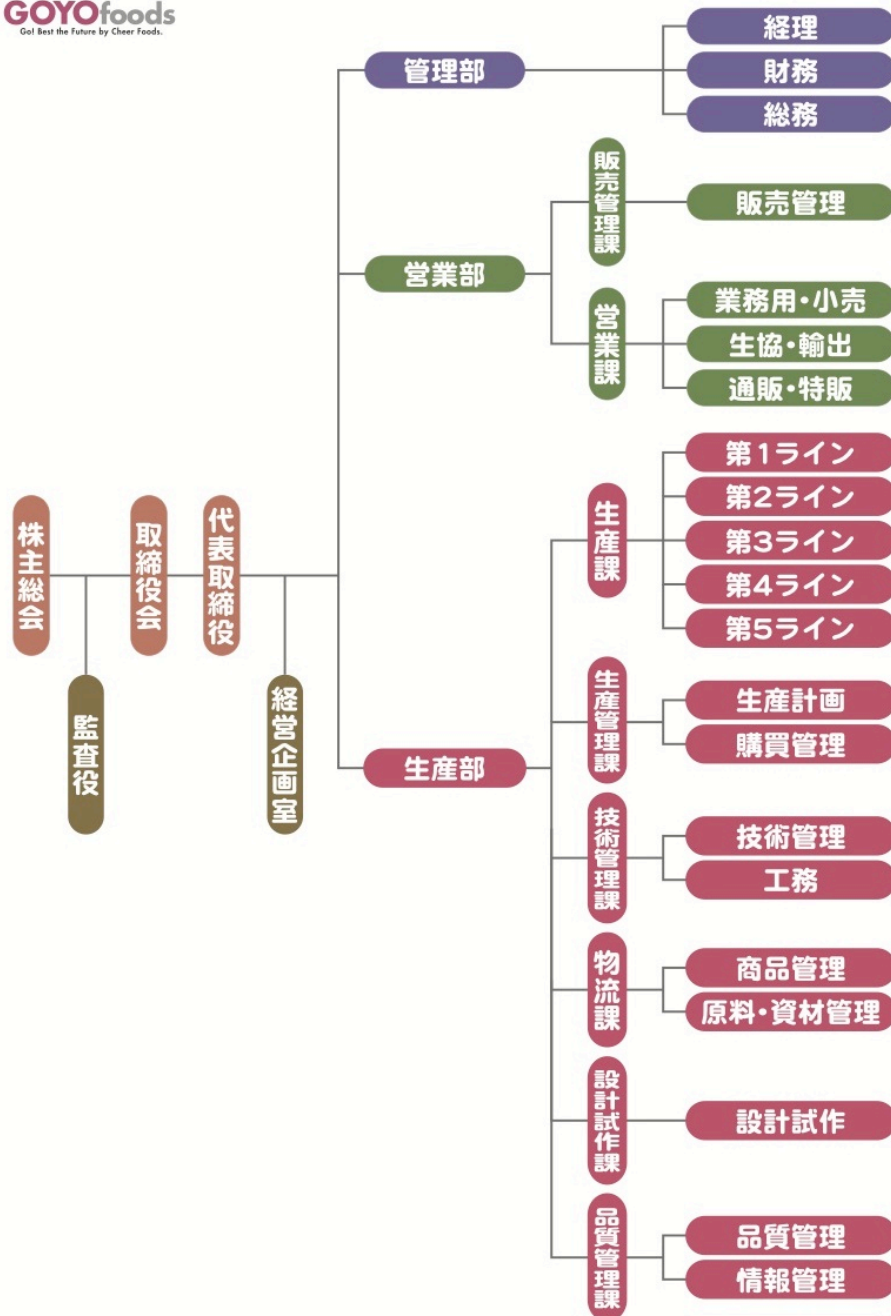 GOYOfoods
Go! Best the Future by Cheer Foods.
株主総会
監査役
取締役会
代表取締役
経営企画室
管理部
経理
財務
総務
営業部
販売管理課
販売管理
営業課
業務用・小売
生協・輸出
通販・特販
生産部
生産課
第1ライン
第2ライン
第3ライン
第4ライン
第5ライン
生産管理課
生産計画
購買管理
技術管理課
技術管理
工務
物流課
商品管理
原料・資材管理
設計試作課
設計試作
品質管理課
品質管理
情報管理